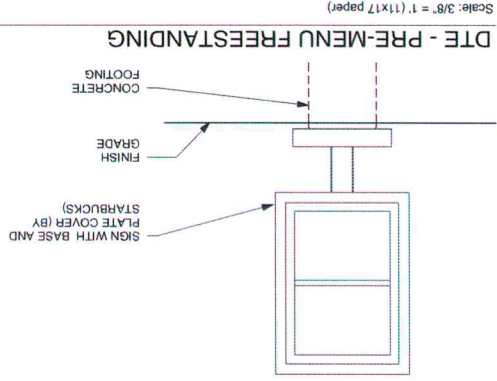 SIGN WITH BASE AND
PLATE COVER (BY
STARBUCKS)
FINISH
GRADE
CONCRETE
FOOTING
DTE - PRE-MENU FREESTANDING
Scale: 3/8" = 1' (11x17 paper)